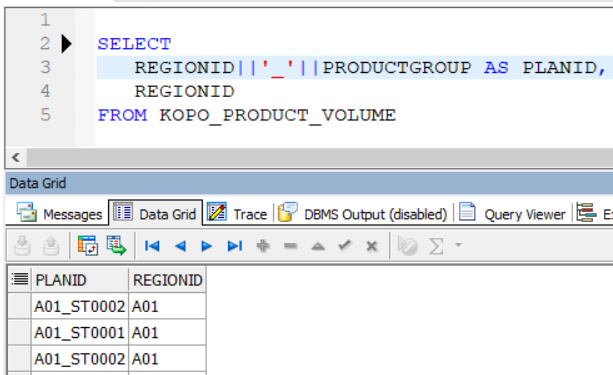 1
2 SELECT
3 REGIONID||'_'||PRODUCTGROUP AS PLANID,
4 REGIONID
5 FROM KOPO_PRODUCT_VOLUME
Data Grid
Messages Data Grid Trace DBMS Output (disabled) Query Viewer E
PLANID REGIONID
A01_ST0002 A01
A01_ST0001 A01
A01_ST0002 A01